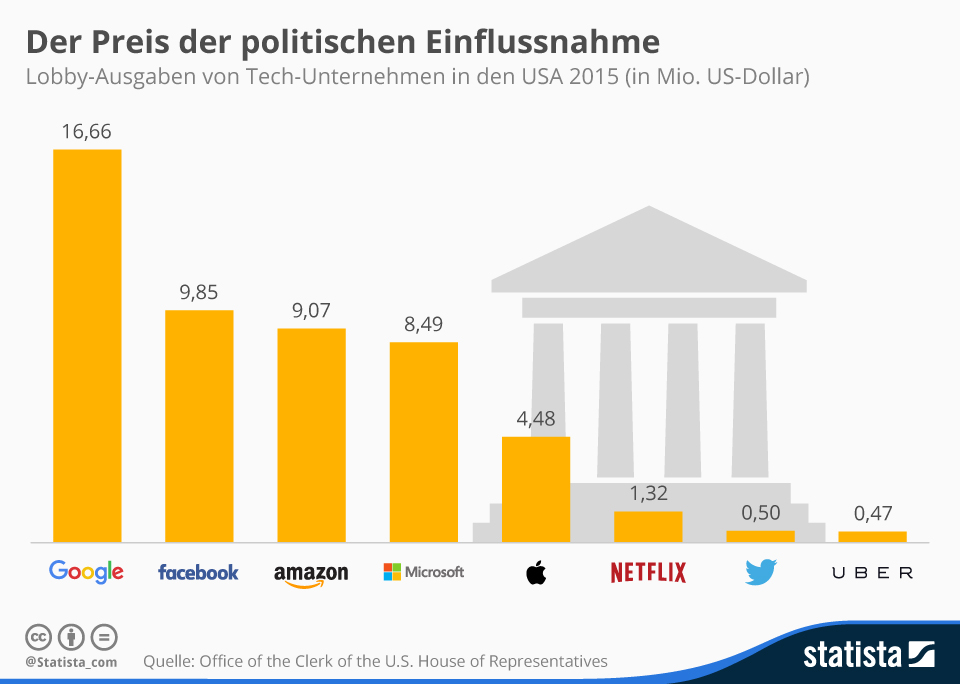 Der Preis der politischen Einflussnahme
Lobby-Ausgaben von Tech-Unternehmen in den USA 2015 (in Mio. US-Dollar)
16,66
9,85
9,07
8,49
4,48
1,32
0,50
0,47
Google
facebook
amazon
Microsoft
NETFLIX
UBER
cc
@Statista_com
Quelle: Office of the Clerk of the U.S. House of Representatives
statista